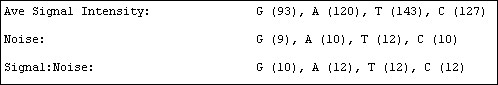 Ave Signal Intensity: G (93), A (120), T (143), C (127)
Noise: G (9), A (10), T (12), C (10)
Signal:Noise: G (10), A (12), T (12), C (12)